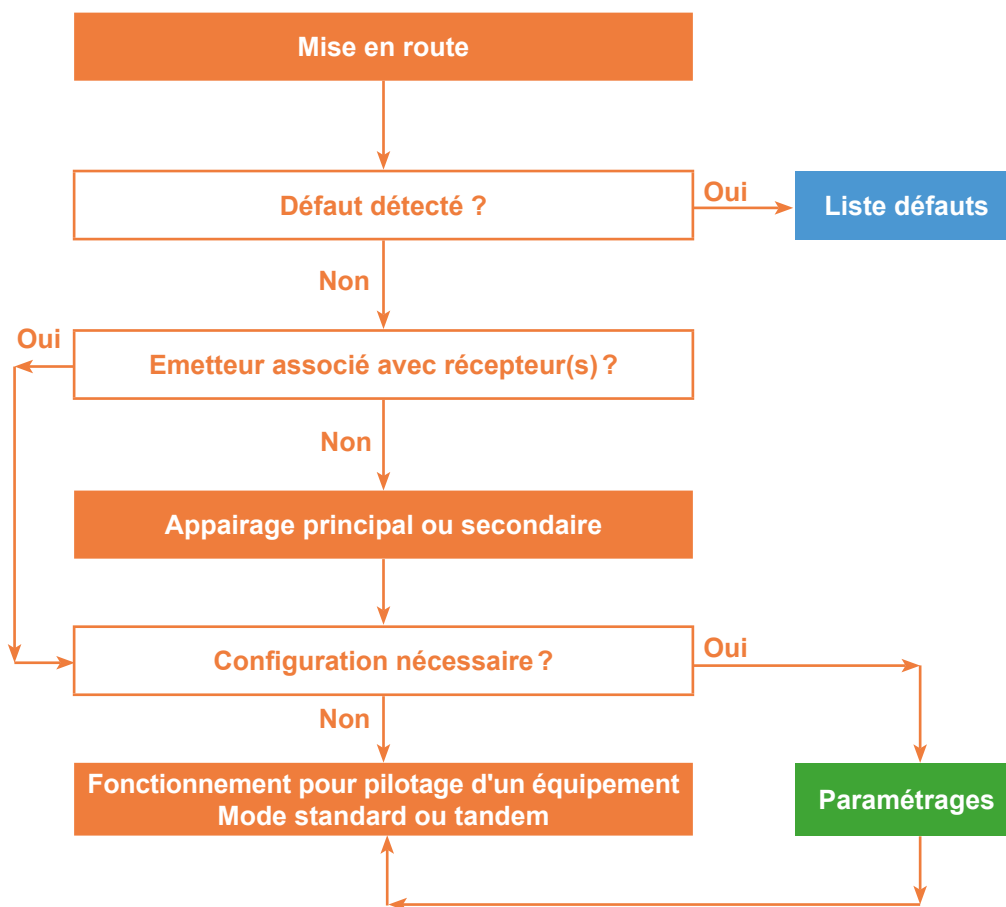 Mise en route
Défaut détecté ?
Oui
Liste défauts
Non
Oui
Emetteur associé avec récepteur(s) ?
Non
Appairage principal ou secondaire
Configuration nécessaire ?
Oui
Non
Fonctionnement pour pilotage d'un équipement
Mode standard ou tandem
Paramétrages